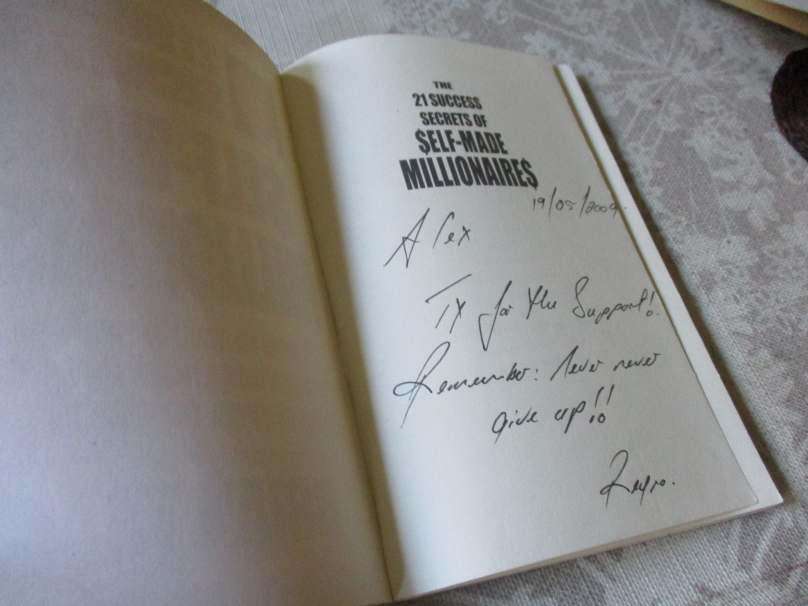 THE
21 SUCCESS
SECRETS OF
$ELF-MADE
MILLIONAIRE$
19/05/2009.
Alex
Tx for the Support!
Remember: Never never
give up!!